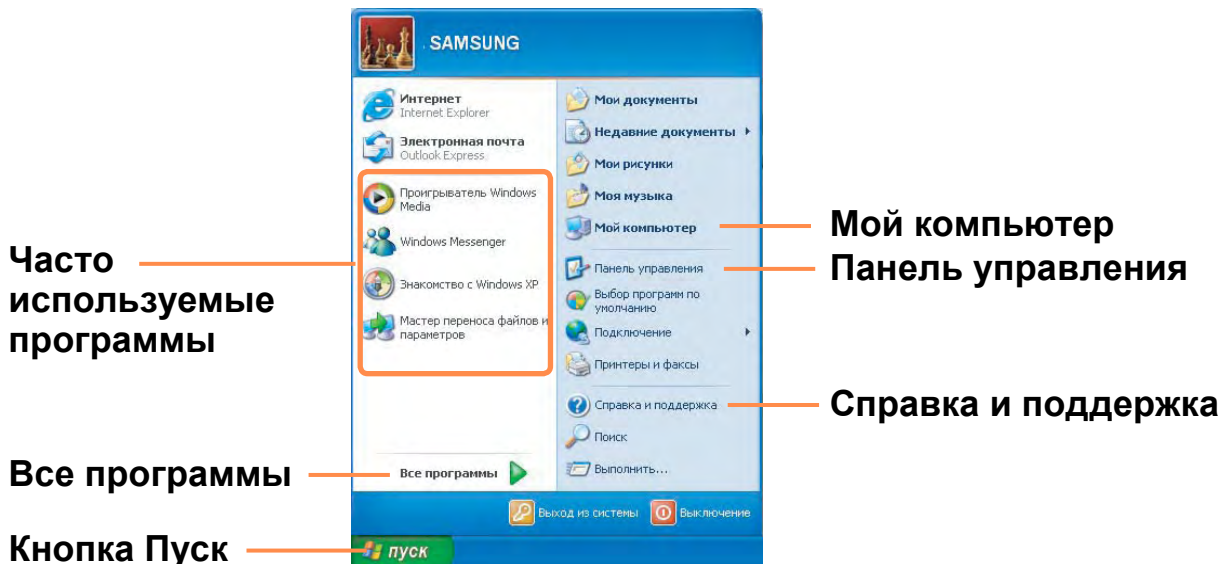 SAMSUNG
Интернет
Internet Explorer
Электронная почта
Outlook Express
Проигрыватель Windows
Media
Windows Messenger
Знакомство с Windows XP
Мастер переноса файлов и
параметров
Все программы
Мои документы
Недавние документы
Мои рисунки
Моя музыка
Мой компьютер
Панель управления
Выбор программ по
умолчанию
Подключение
Принтеры и факсы
Справка и поддержка
Поиск
Выполнить...
Выход из системы
Выключение
пуск
Часто
используемые
программы
Все программы
Кнопка Пуск
Мой компьютер
Панель управления
Справка и поддержка